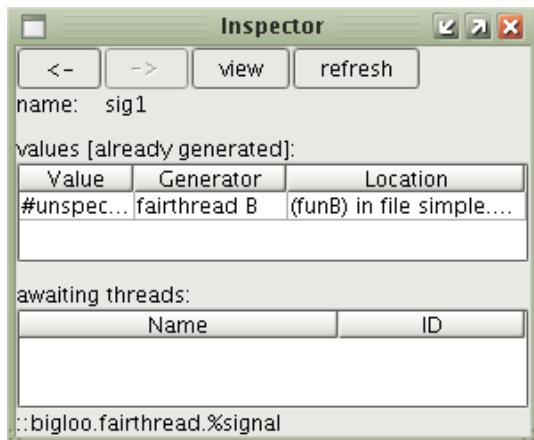 Inspector
<- -> view refresh
name: sig1
values [already generated]:
Value Generator Location
#unspec... fairthread B (funB) in file simple....
awaiting threads:
Name ID
::bigloo.fairthread.%signal